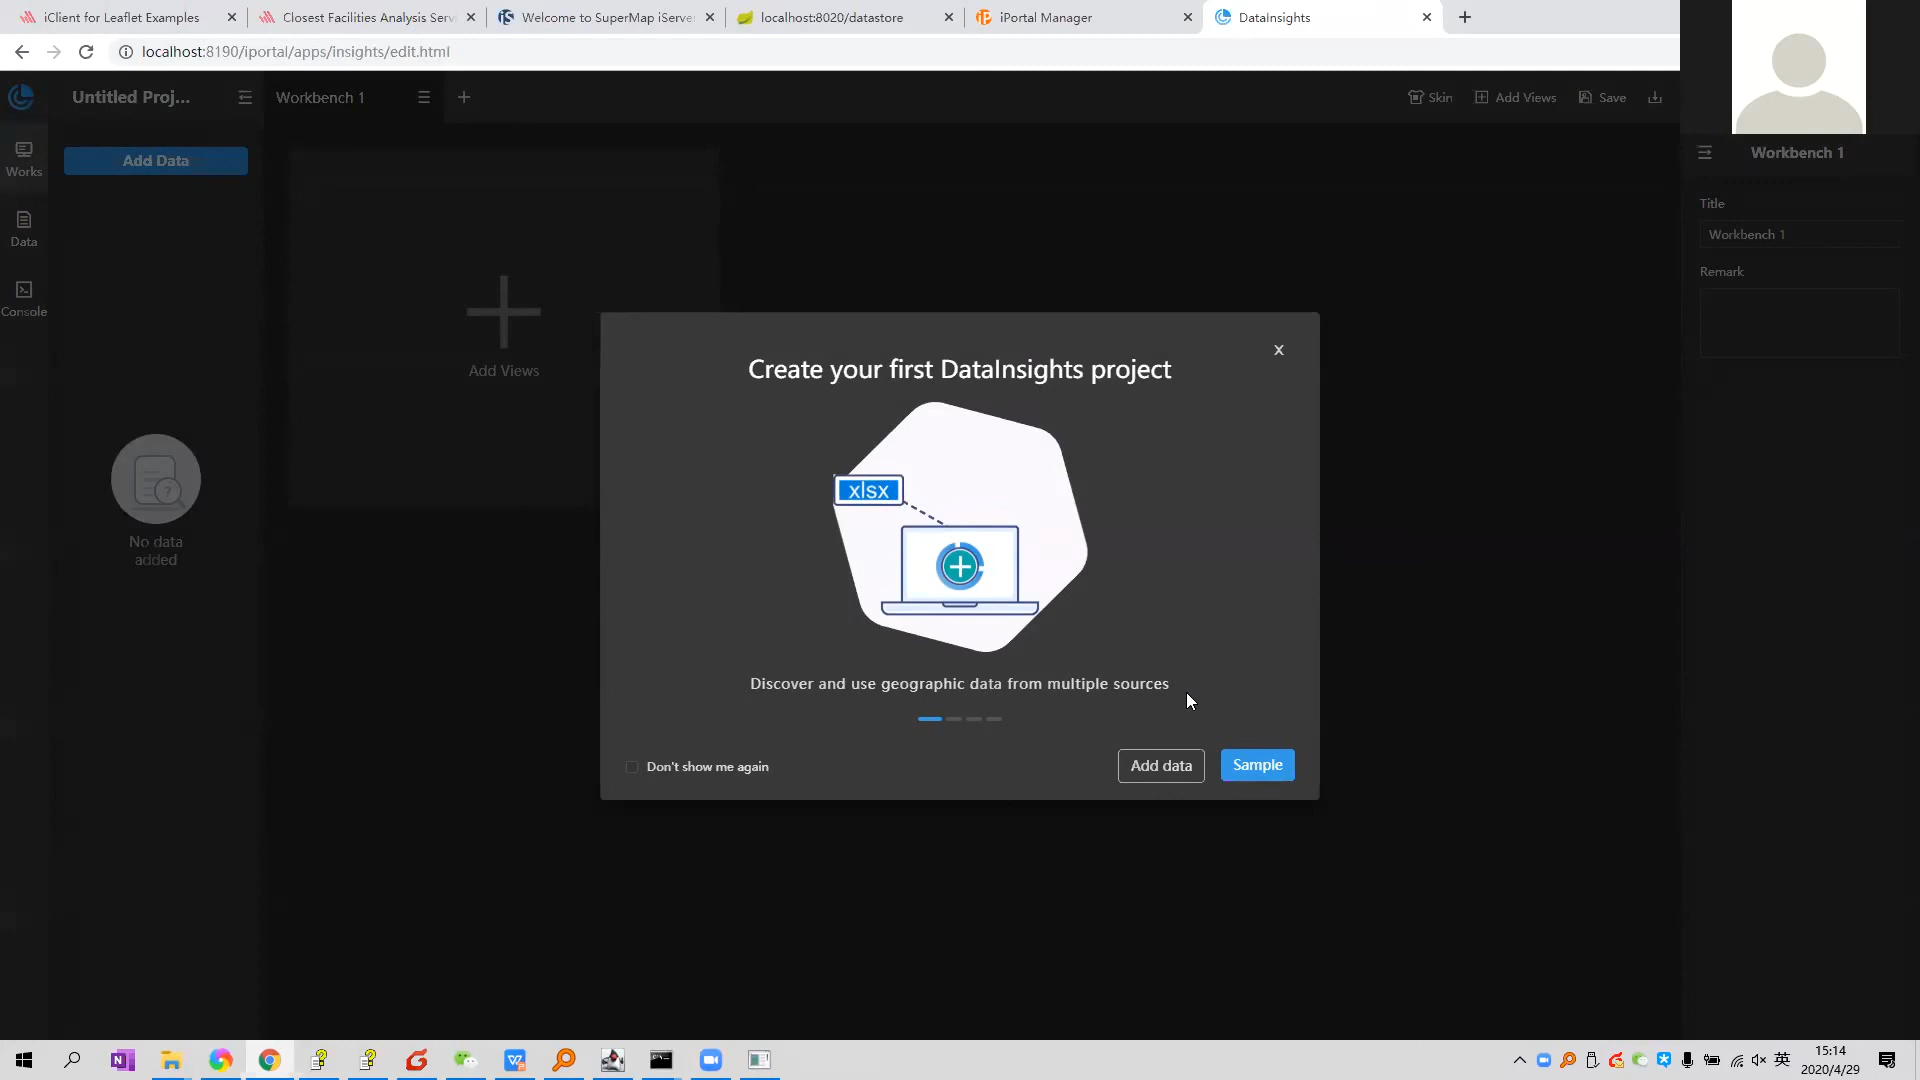 iClient for Leaflet Examples
Closest Facilities Analysis Serv
Welcome to SuperMap iServe
localhost:8020/datastore
iPortal Manager
DataInsights
localhost:8190/iportal/apps/insights/edit.html
Untitled Proj...
Workbench 1
Skin
Add Views
Save
Works
Add Data
Workbench 1
Title
Workbench 1
Data
Remark
Console
Add Views
Create your first DataInsights project
x
xlsx
No data
added
Discover and use geographic data from multiple sources
Don't show me again
Add data
Sample
英
15:14
2020/4/29